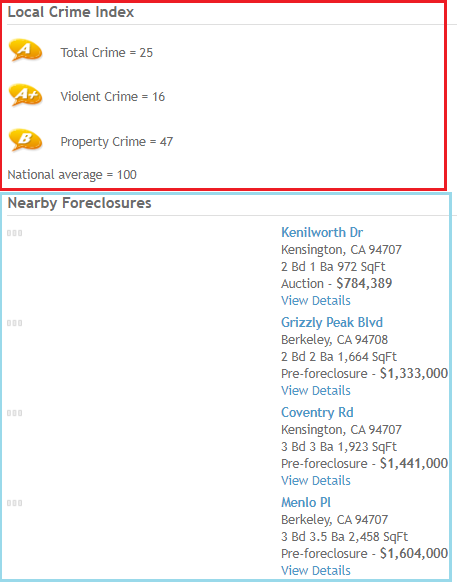 Local Crime Index
A Total Crime = 25
A+ Violent Crime = 16
B Property Crime = 47
National average = 100
Nearby Foreclosures
Kenilworth Dr
Kensington, CA 94707
2 Bd 1 Ba 972 SqFt
Auction - $784,389
View Details
Grizzly Peak Blvd
Berkeley, CA 94708
2 Bd 2 Ba 1,664 SqFt
Pre-foreclosure - $1,333,000
View Details
Coventry Rd
Kensington, CA 94707
3 Bd 3 Ba 1,923 SqFt
Pre-foreclosure - $1,441,000
View Details
Menlo Pl
Berkeley, CA 94707
3 Bd 3.5 Ba 2,458 SqFt
Pre-foreclosure - $1,604,000
View Details